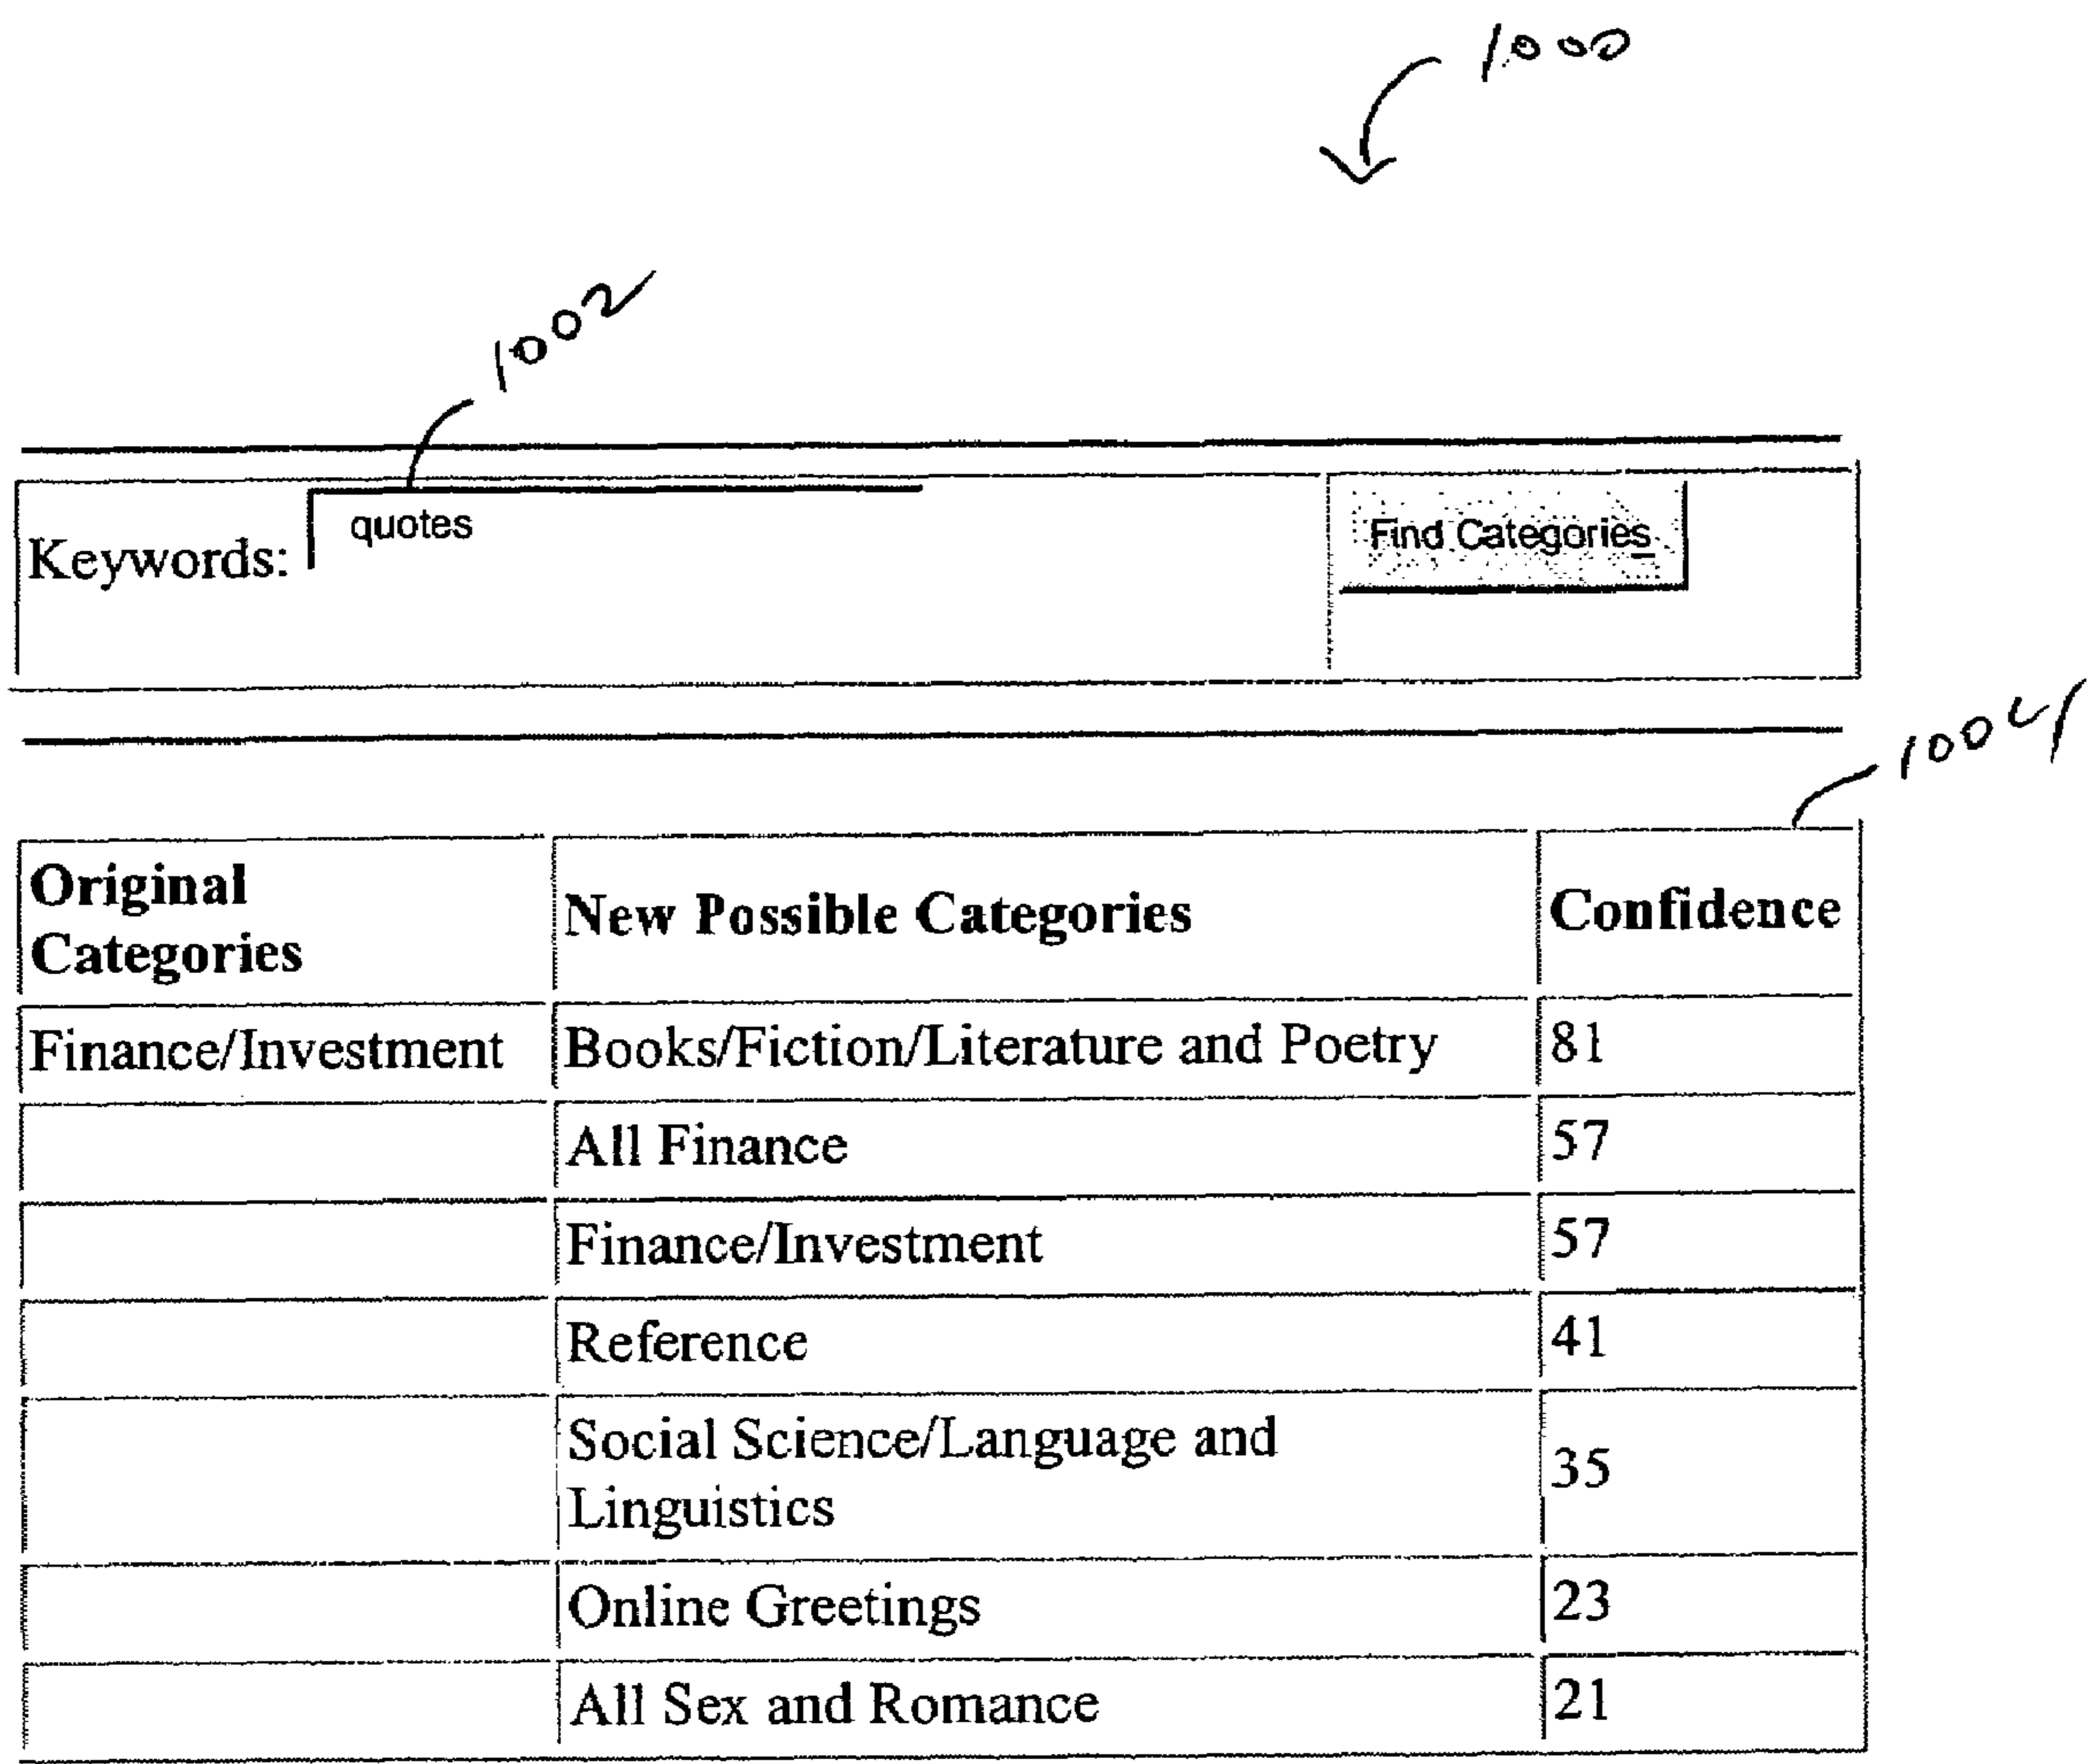 1000
1002
Keywords: quotes Find Categories
1004
Original Categories New Possible Categories Confidence
Finance/Investment Books/Fiction/Literature and Poetry 81
All Finance 57
Finance/Investment 57
Reference 41
Social Science/Language and
Linguistics 35
Online Greetings 23
All Sex and Romance 21